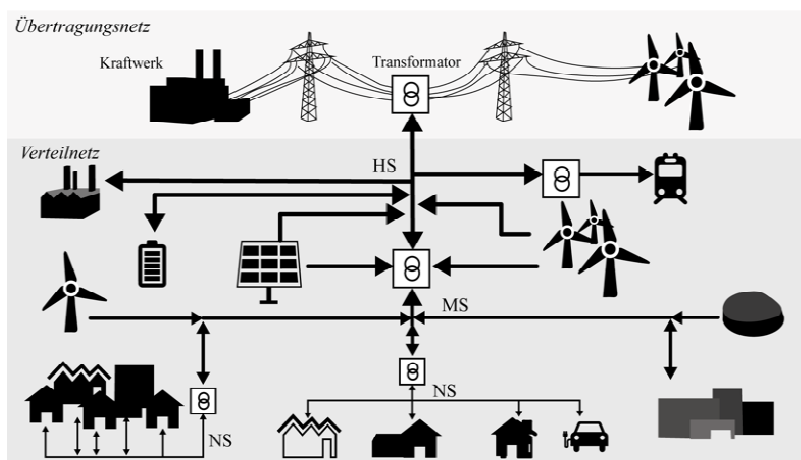 Übertragungsnetz
Kraftwerk
Transformator
Verteilnetz
HS
MS
NS
NS